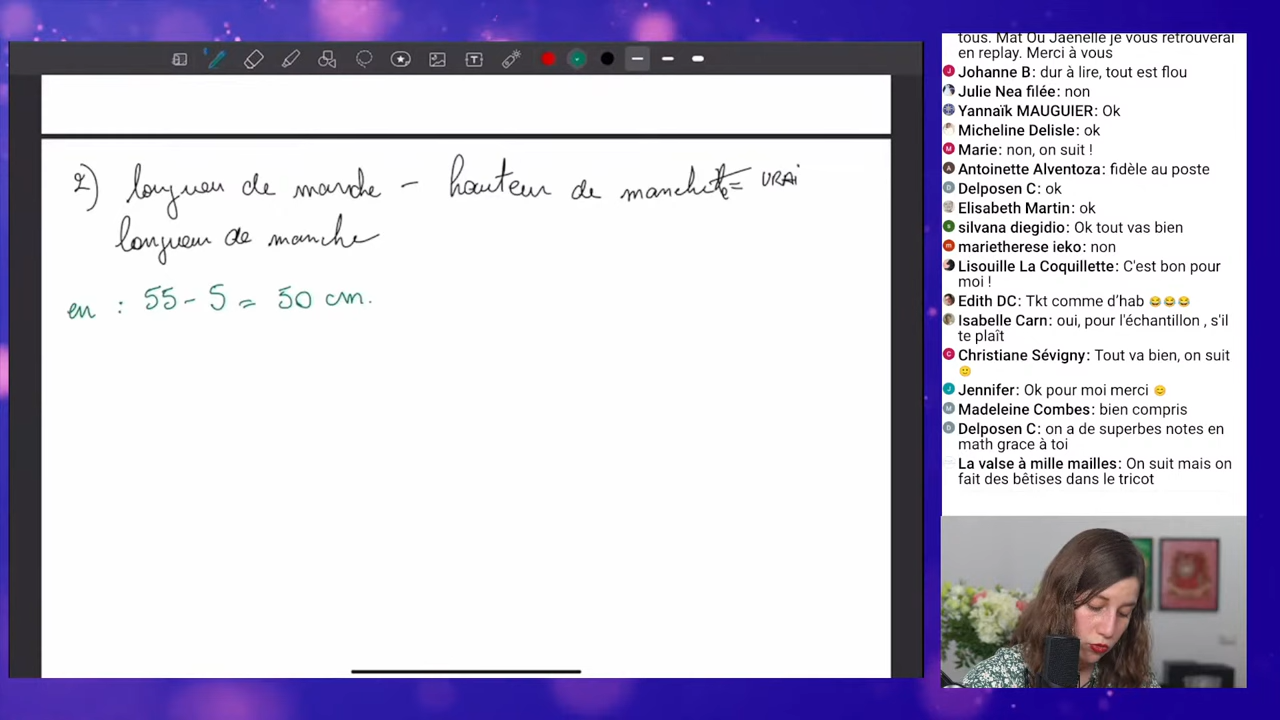 2) longueur de manche - hauteur de manchette = VRAI
longueur de manche
en : 55 - 5 = 50 cm.
tous. Mat Ou Jaenelle je vous retrouverai
en replay. Merci à vous
Johanne B: dur à lire, tout est flou
Julie Nea filée: non
Yannaïk MAUGUIER: Ok
Micheline Delisle: ok
Marie: non, on suit !
Antoinette Alventoza: fidèle au poste
Delposen C: ok
Elisabeth Martin: ok
silvana diegidio: Ok tout vas bien
marietherese ieko: non
Lisouille La Coquillette: C'est bon pour
moi !
Edith DC: Tkt comme d'hab 😂😂😂
Isabelle Carn: oui, pour l'échantillon , s'il
te plaît
Christiane Sévigny: Tout va bien, on suit
🙂
Jennifer: Ok pour moi merci 😊
Madeleine Combes: bien compris
Delposen C: on a de superbes notes en
math grace à toi
La valse à mille mailles: On suit mais on
fait des bêtises dans le tricot